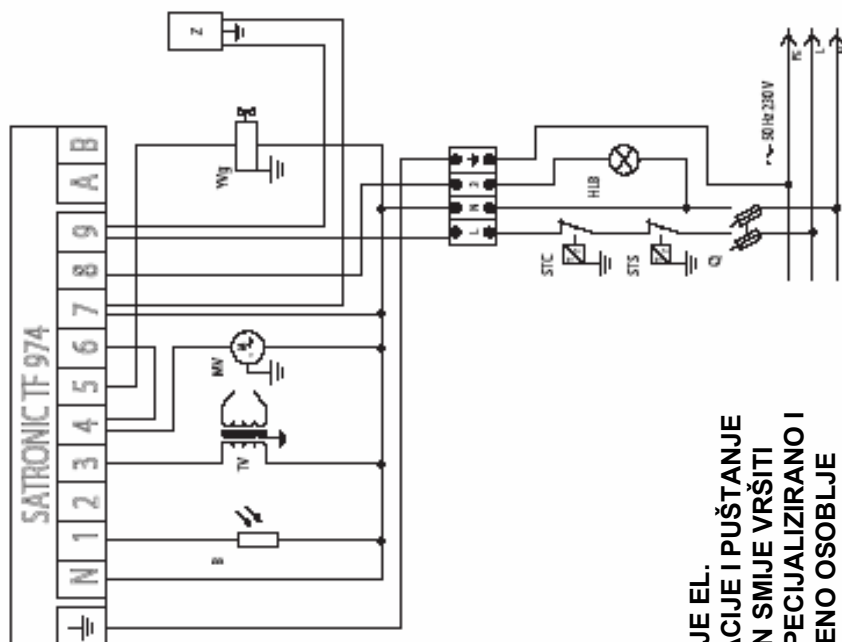 SATRONIC TF 974
N 1 2 3 4 5 6 7 8 9 A B
B
TV
MV
YVg
Z
L N 2
HLB
STC
STS
~ 50 Hz 230 V
L
JE EL.
ACIJE I PUŠTANJE
N SMIJE VRŠITI
PECIJALIZIRANO I
ENO OSOBLJE